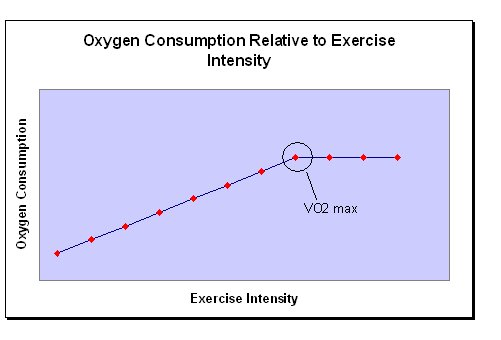 Oxygen Consumption Relative to Exercise
Intensity
Oxygen Consumption
VO2 max
Exercise Intensity